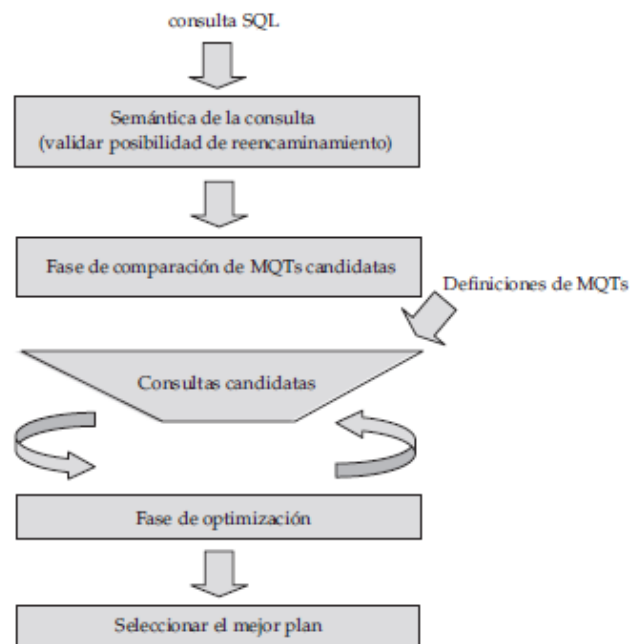 consulta SQL
Semántica de la consulta
(validar posibilidad de reencaminamiento)
Fase de comparación de MQTs candidatas
Definiciones de MQTs
Consultas candidatas
Fase de optimización
Seleccionar el mejor plan